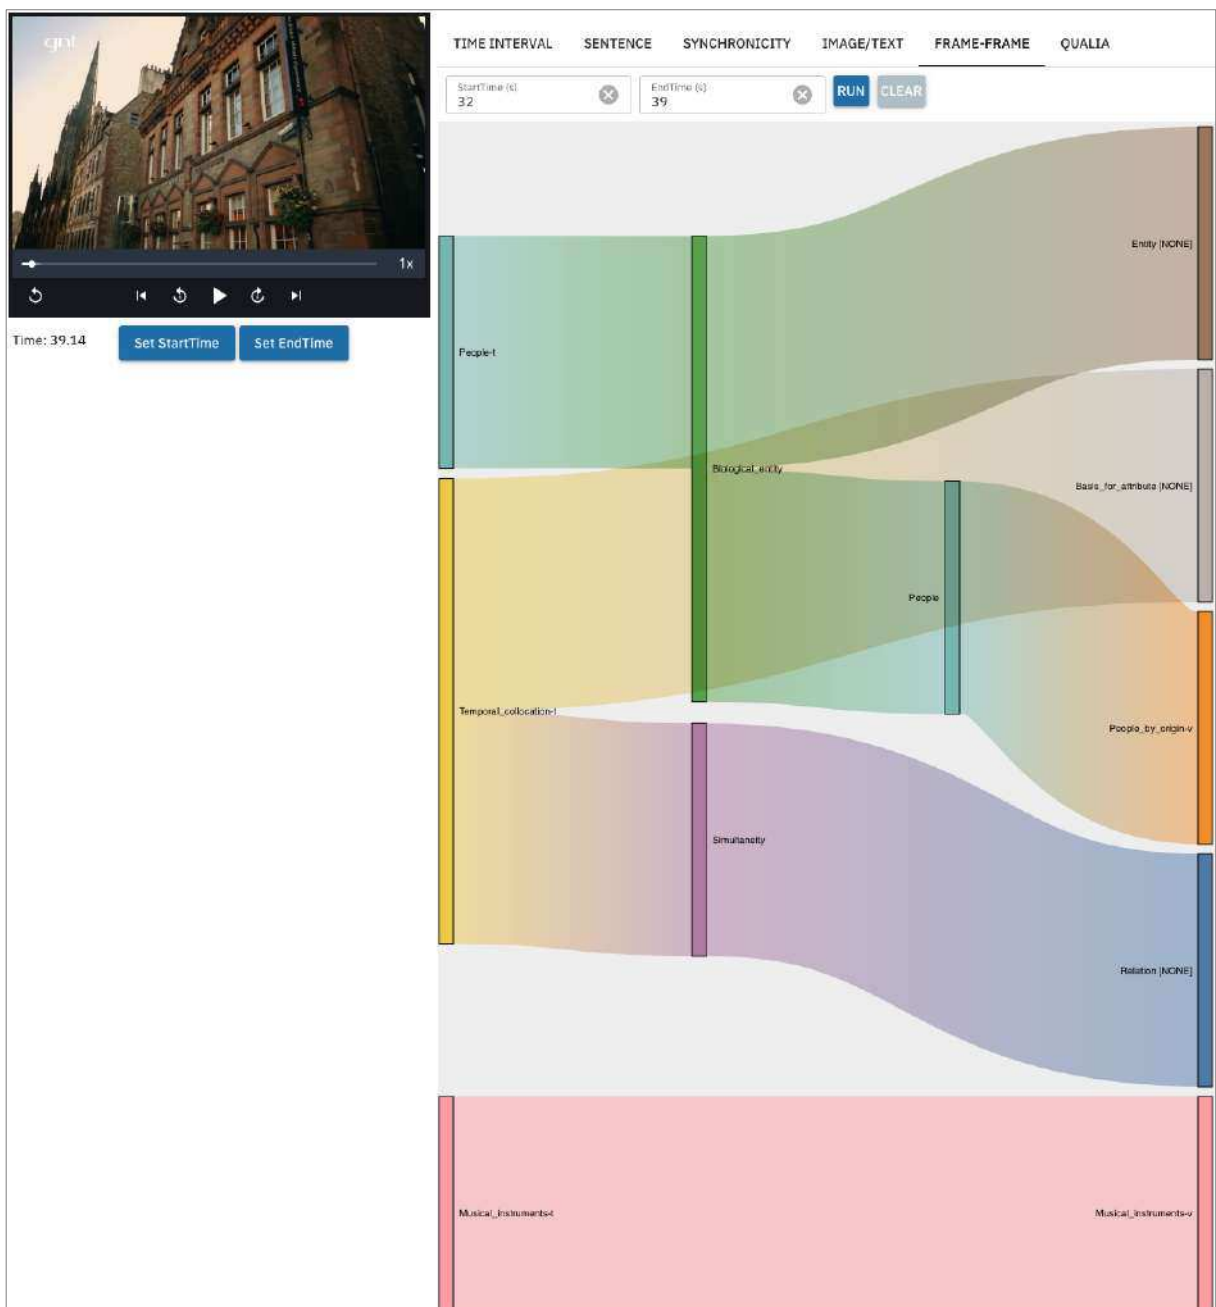 gnt
TIME INTERVAL SENTENCE SYNCHRONICITY IMAGE/TEXT FRAME-FRAME QUALIA
StartTime (s)
32
EndTime (s)
39
RUN CLEAR
1x
Time: 39.14
Set StartTime Set EndTime
Entity [NONE]
People-t
Biological_entity
Basis_for_attribute [NONE]
People
Temporal_collocation-t
People_by_origin-v
Simultaneity
Relation [NONE]
Musical_instruments-t
Musical_instruments-v